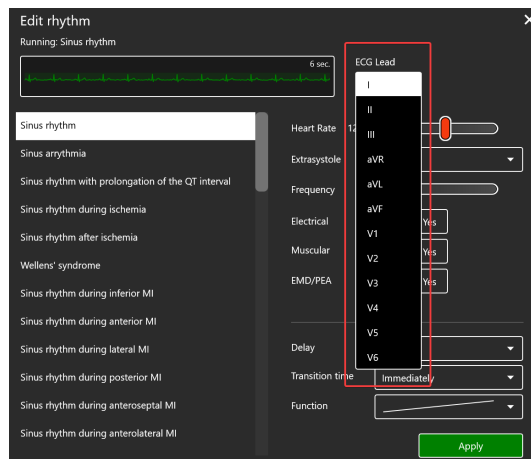 Edit rhythm
Running: Sinus rhythm
6 sec.
ECG Lead
I
II
III
aVR
aVL
aVF
V1
V2
V3
V4
V5
V6
Sinus rhythm
Sinus arrythmia
Sinus rhythm with prolongation of the QT interval
Sinus rhythm during ischemia
Sinus rhythm after ischemia
Wellens' syndrome
Sinus rhythm during inferior MI
Sinus rhythm during anterior MI
Sinus rhythm during lateral MI
Sinus rhythm during posterior MI
Sinus rhythm during anteroseptal MI
Sinus rhythm during anterolateral MI
Heart Rate
Extrasystole
Frequency
Electrical Yes
Muscular Yes
EMD/PEA Yes
Delay
Transition time Immediately
Function
Apply